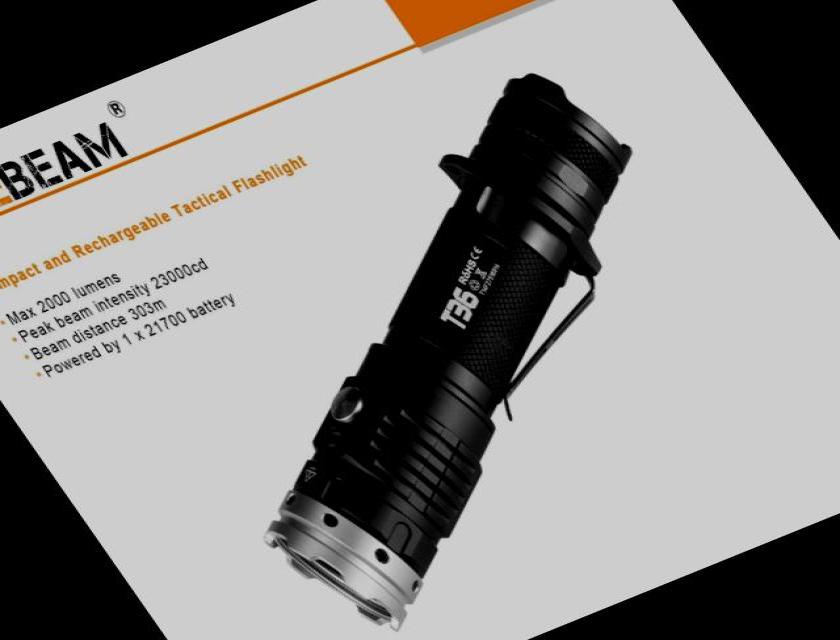 BEAM®
mpact and Rechargeable Tactical Flashlight
• Max 2000 lumens
• Peak beam intensity 23000cd
• Beam distance 303m
• Powered by 1 x 21700 battery
T36
RoHS CE